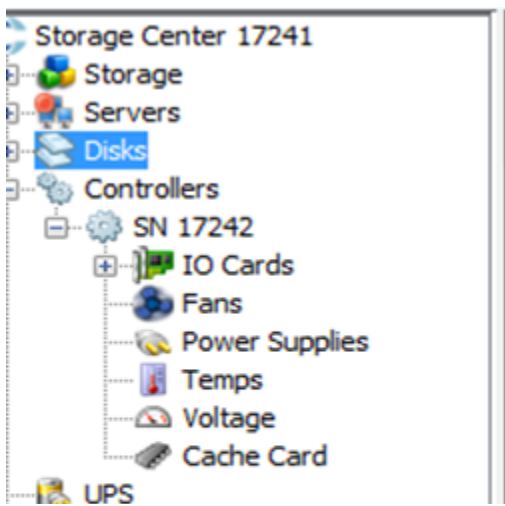 Storage Center 17241
Storage
Servers
Disks
Controllers
SN 17242
IO Cards
Fans
Power Supplies
Temps
Voltage
Cache Card
UPS